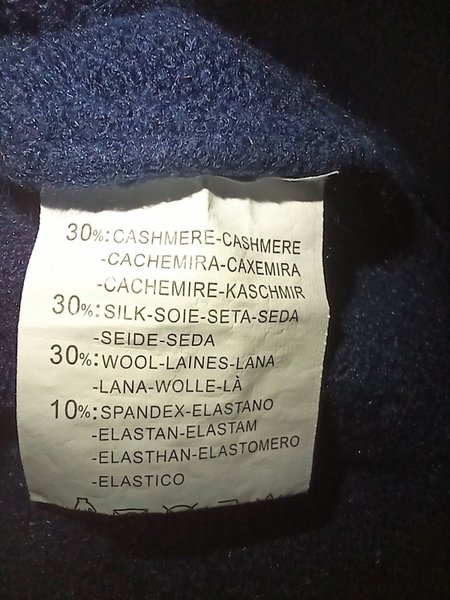 30%:CASHMERE-CASHMERE
-CACHEMIRA-CAXEMIRA
-CACHEMIRE-KASCHMIR
30%:SILK-SOIE-SETA-SEDA
-SEIDE-SEDA
30%:WOOL-LAINES-LANA
-LANA-WOLLE-LÀ
10%:SPANDEX-ELASTANO
-ELASTAN-ELASTAM
-ELASTHAN-ELASTOMERO
-ELASTICO